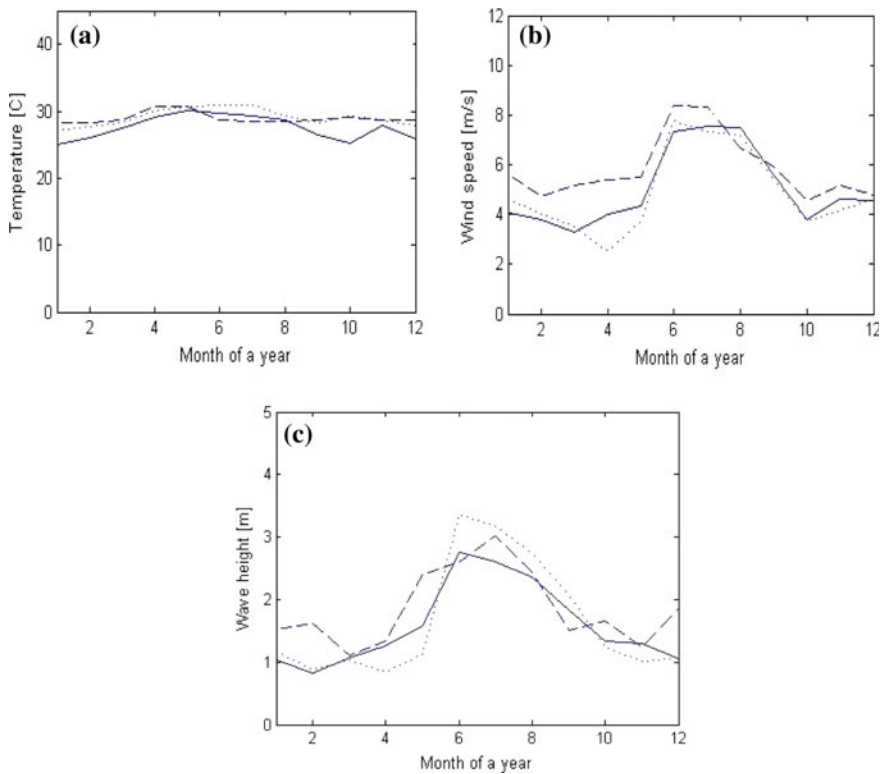 (a)
Temperature [C]
40
30
20
10
0
2 4 6 8 10 12
Month of a year
(b)
Wind speed [m/s]
12
10
8
6
4
2
0
2 4 6 8 10 12
Month of a year
(c)
Wave height [m]
5
4
3
2
1
0
2 4 6 8 10 12
Month of a year